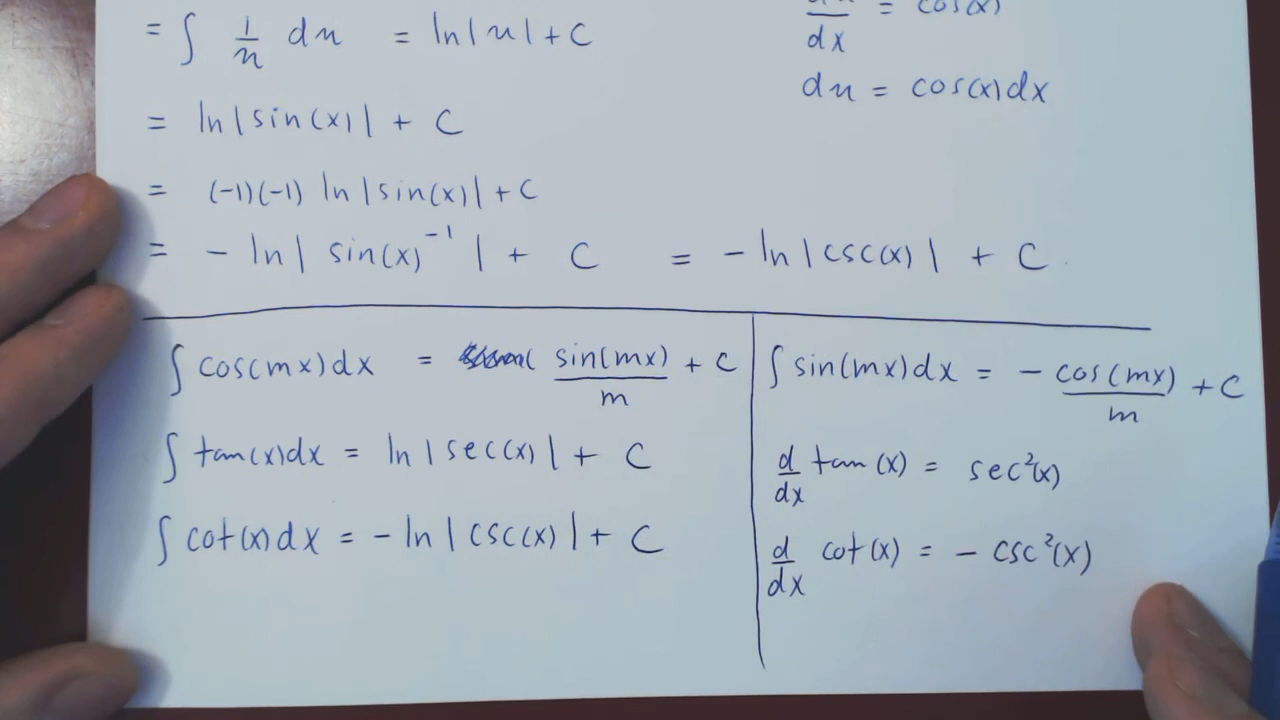 = ∫ 1/u du = ln|u| + C
= ln|sin(x)| + C
= (-1)(-1) ln|sin(x)| + C
= - ln| sin(x)^-1 | + C = - ln|csc(x)| + C
du/dx = cos(x)
du = cos(x)dx
∫ cos(mx)dx = sin(mx)/m + C
∫ tan(x)dx = ln|sec(x)| + C
∫ cot(x)dx = - ln|csc(x)| + C
∫ sin(mx)dx = - cos(mx)/m + C
d/dx tan(x) = sec²(x)
d/dx cot(x) = - csc²(x)